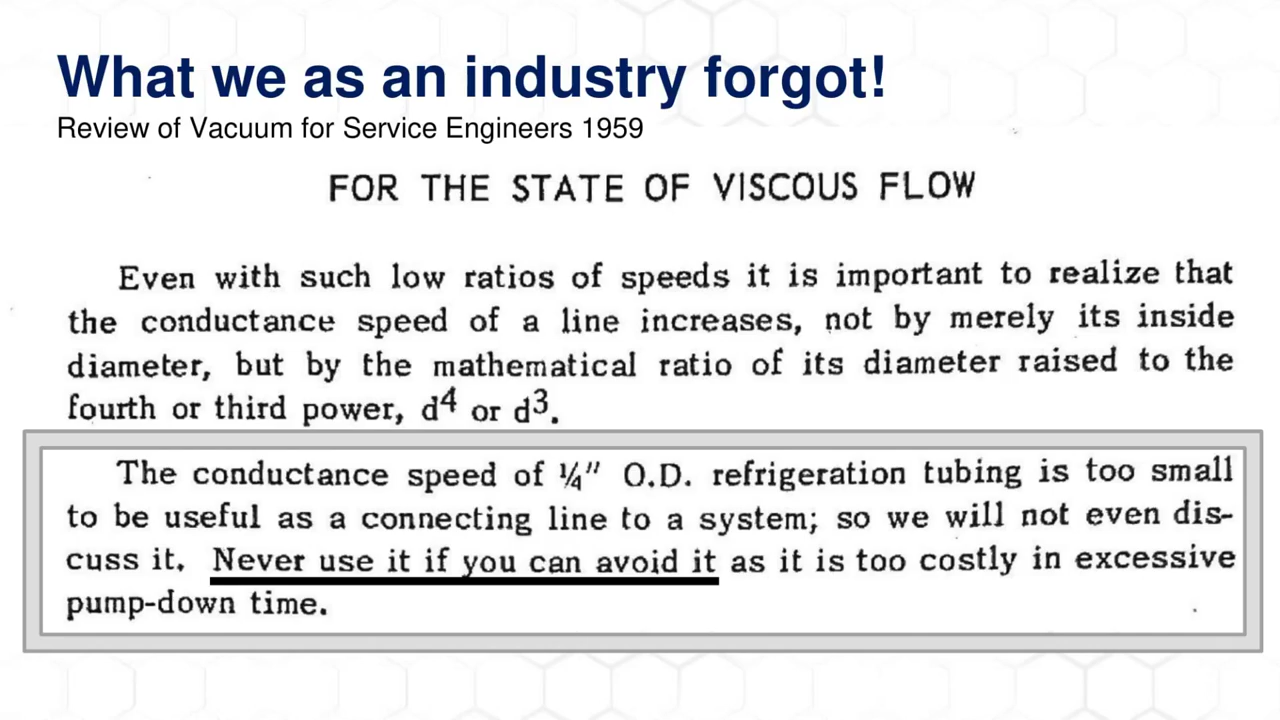 What we as an industry forgot!
Review of Vacuum for Service Engineers 1959
FOR THE STATE OF VISCOUS FLOW
Even with such low ratios of speeds it is important to realize that
the conductance speed of a line increases, not by merely its inside
diameter, but by the mathematical ratio of its diameter raised to the
fourth or third power, d⁴ or d³.
The conductance speed of ¼″ O.D. refrigeration tubing is too small
to be useful as a connecting line to a system; so we will not even dis-
cuss it. Never use it if you can avoid it as it is too costly in excessive
pump-down time.